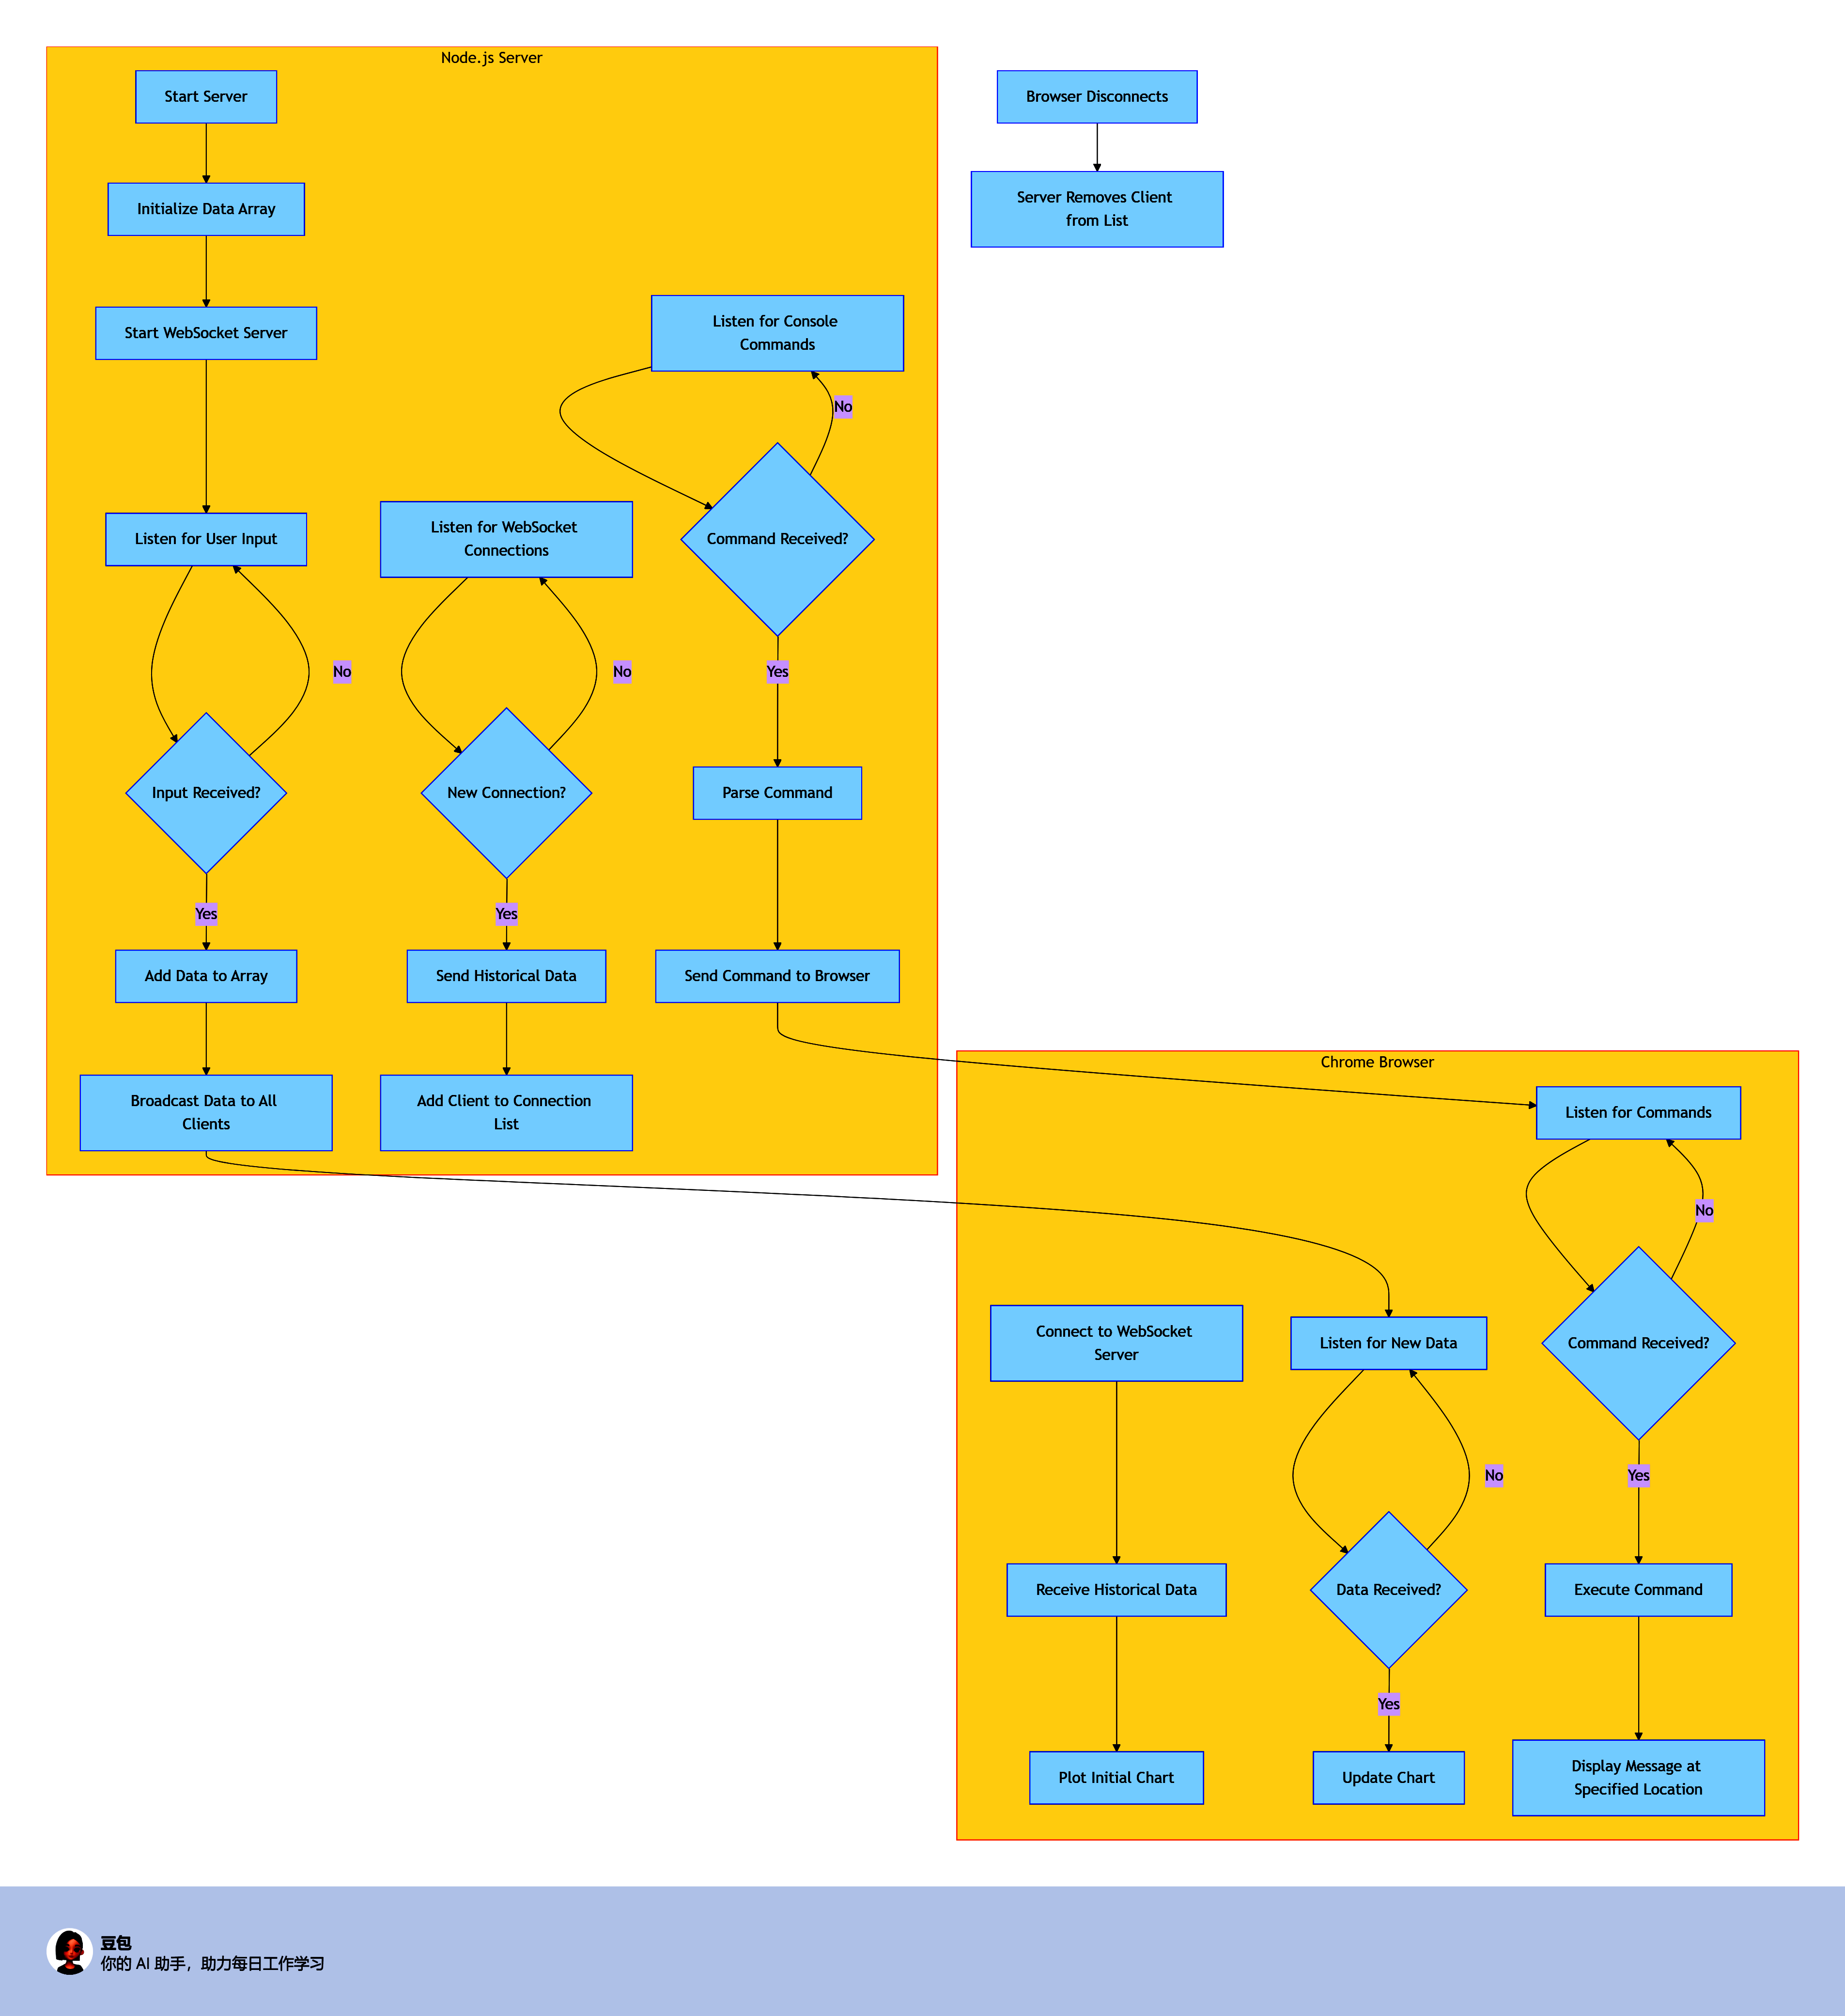 Node.js Server
Start Server
Initialize Data Array
Start WebSocket Server
Listen for User Input
No
Input Received?
Yes
Add Data to Array
Broadcast Data to All
Clients
Listen for WebSocket
Connections
No
New Connection?
Yes
Send Historical Data
Add Client to Connection
List
Listen for Console
Commands
No
Command Received?
Yes
Parse Command
Send Command to Browser
Browser Disconnects
Server Removes Client
from List
Chrome Browser
Connect to WebSocket
Server
Receive Historical Data
Plot Initial Chart
Listen for New Data
No
Data Received?
Yes
Update Chart
Listen for Commands
No
Command Received?
Yes
Execute Command
Display Message at
Specified Location
豆包
你的 AI 助手，助力每日工作学习